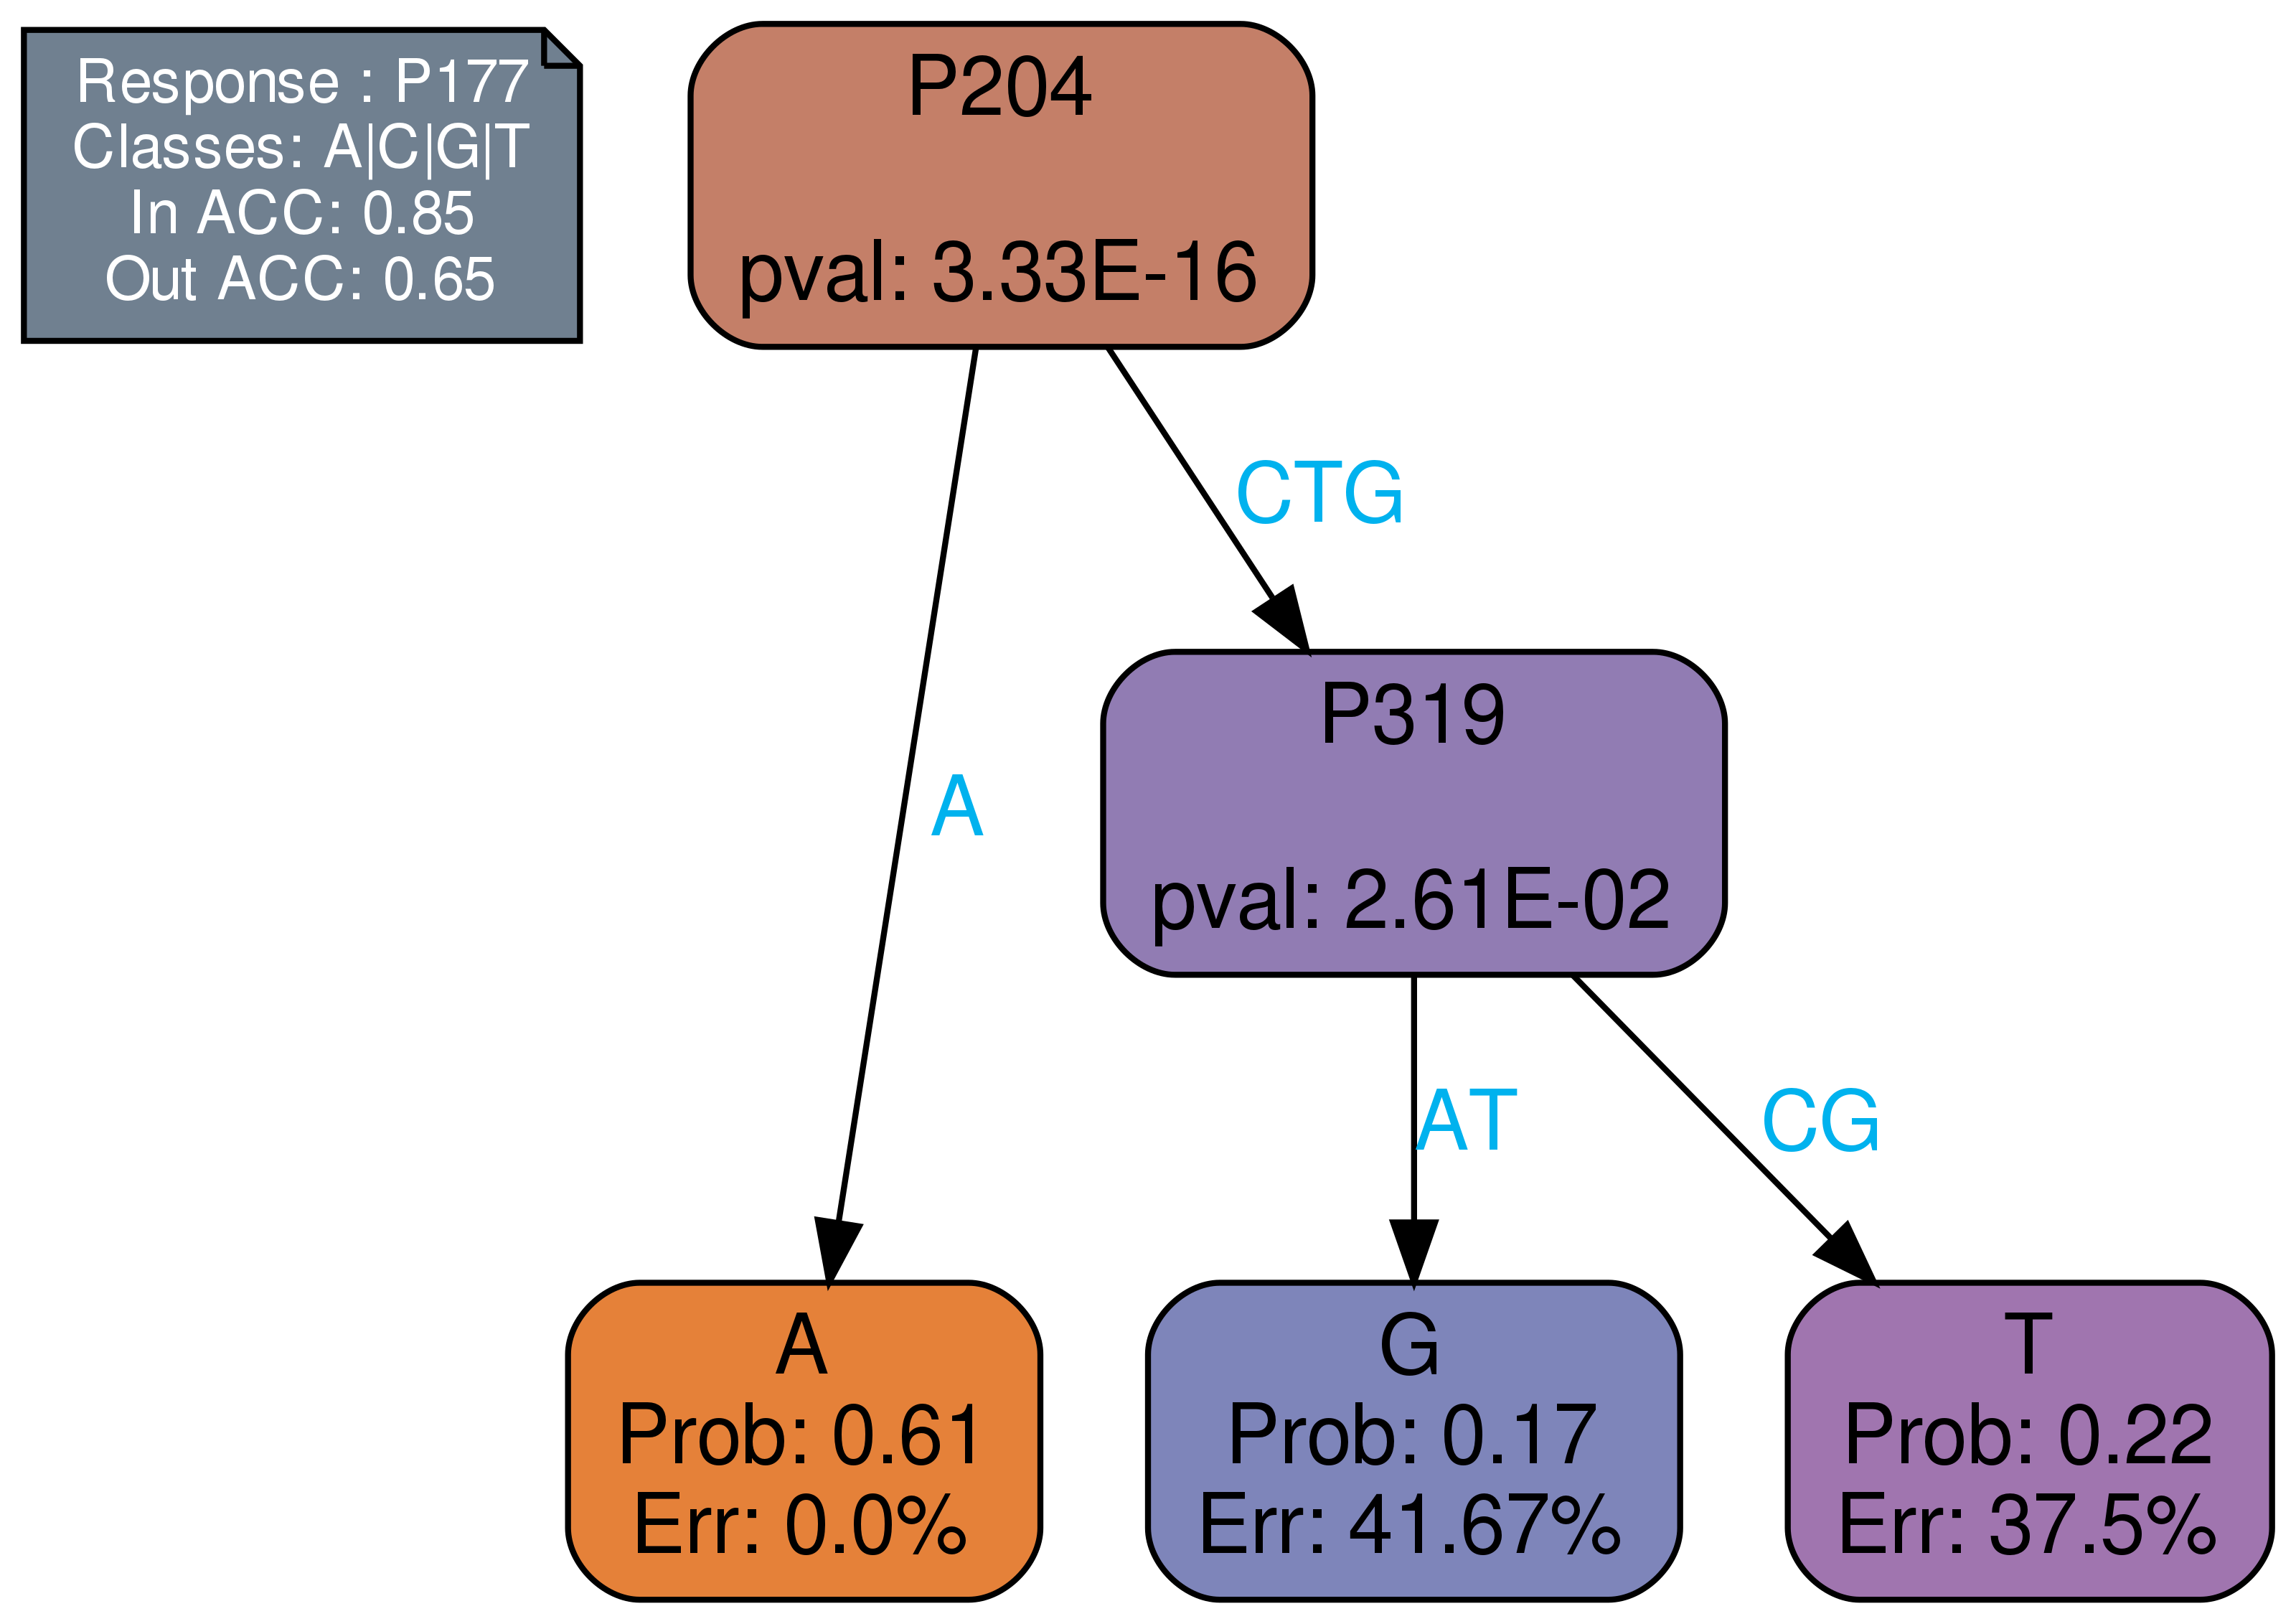 Response : P177
Classes: A|C|G|T
In ACC: 0.85
Out ACC: 0.65
P204
pval: 3.33E-16
CTG
P319
pval: 2.61E-02
A
AT
CG
A
Prob: 0.61
Err: 0.0%
G
Prob: 0.17
Err: 41.67%
T
Prob: 0.22
Err: 37.5%